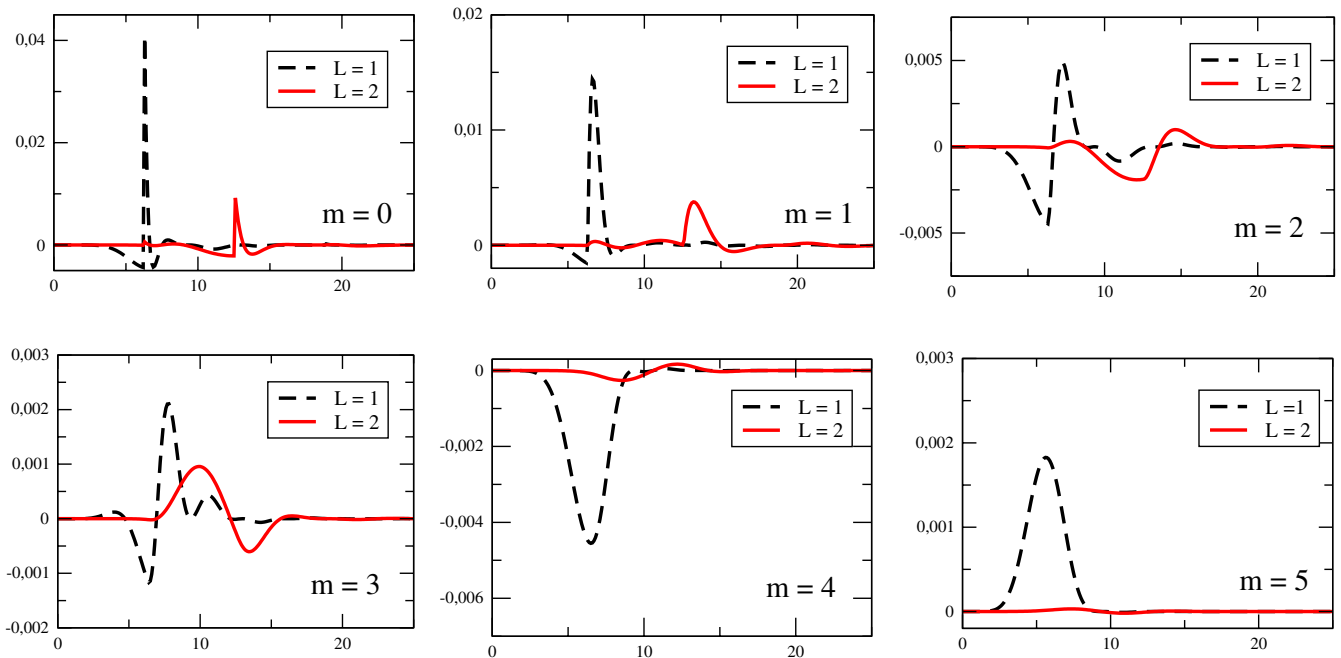 0,04
0,02
0
L = 1
L = 2
m = 0
0 10 20
0,02
0,01
0
L = 1
L = 2
m = 1
0 10 20
0,005
0
-0,005
L = 1
L = 2
m = 2
0 10 20
0,003
0,002
0,001
0
-0,001
-0,002
L = 1
L = 2
m = 3
0 10 20
0
-0,002
-0,004
-0,006
L = 1
L = 2
m = 4
0 10 20
0,003
0,002
0,001
0
L =1
L = 2
m = 5
0 10 20